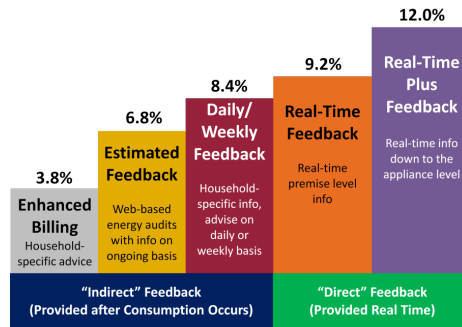 12.0%
9.2%
8.4%
6.8%
3.8%
Enhanced
Billing
Household-
specific advice
Estimated
Feedback
Web-based
energy audits
with info on
ongoing basis
Daily/
Weekly
Feedback
Household-
specific info,
advise on
daily or
weekly basis
Real-Time
Feedback
Real-time
premise level
info
Real-Time
Plus
Feedback
Real-time info
down to the
appliance level
“Indirect” Feedback
(Provided after Consumption Occurs)
“Direct” Feedback
(Provided Real Time)